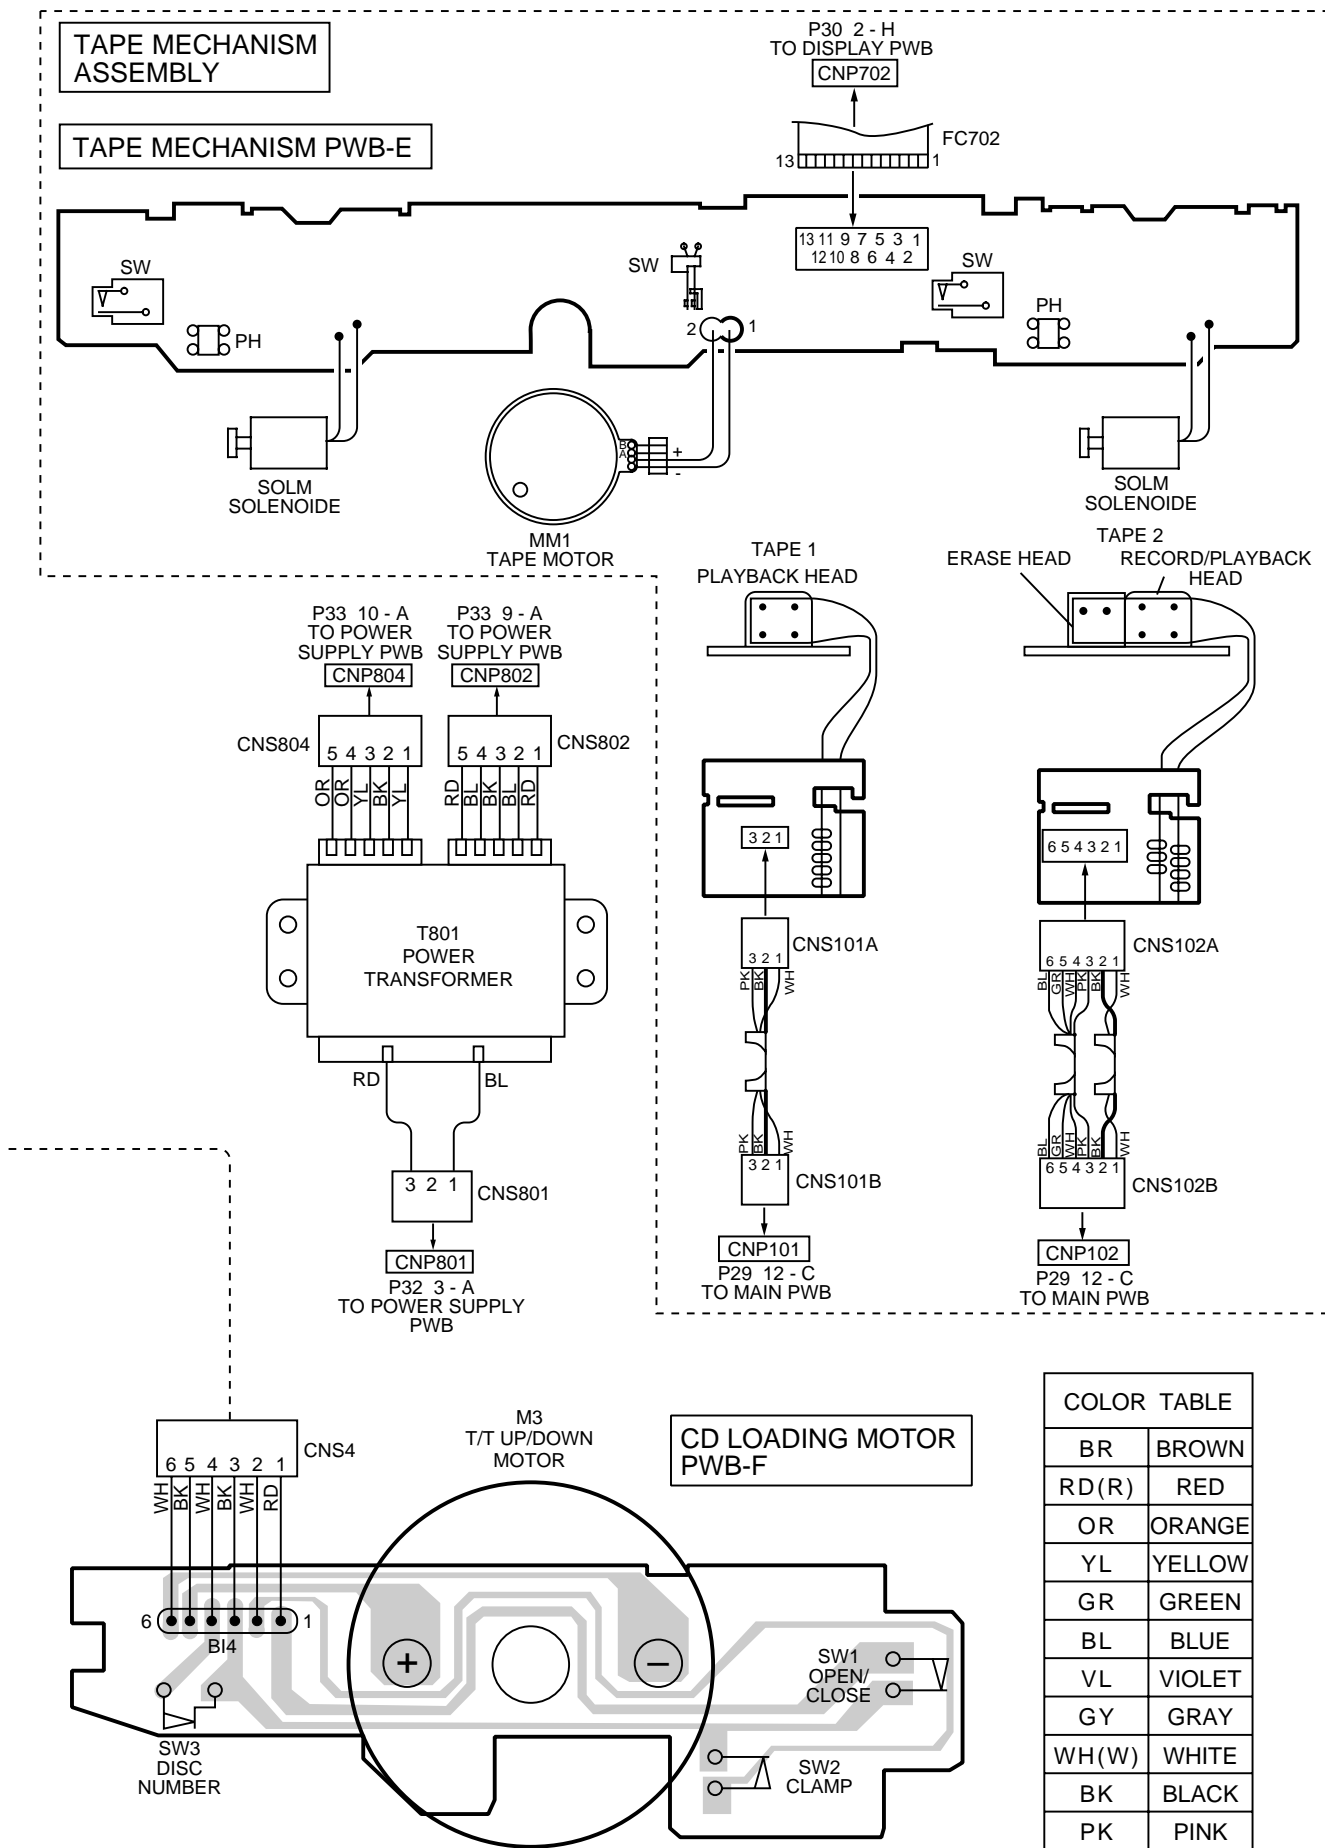 TAPE MECHANISM
ASSEMBLY
TAPE MECHANISM PWB-E
P30 2 - H
TO DISPLAY PWB
CNP702
FC702
13
1
13 11 9 7 5 3 1
12 10 8 6 4 2
SW
PH
SW
2
1
SW
PH
SOLM
SOLENOIDE
B
A
+
-
MM1
TAPE MOTOR
SOLM
SOLENOIDE
TAPE 1
PLAYBACK HEAD
TAPE 2
ERASE HEAD
RECORD/PLAYBACK
HEAD
P33 10 - A
TO POWER
SUPPLY PWB
CNP804
P33 9 - A
TO POWER
SUPPLY PWB
CNP802
CNS804
5 4 3 2 1
OR OR YL BK YL
CNS802
5 4 3 2 1
RD BL BK BL RD
T801
POWER
TRANSFORMER
RD
BL
3 2 1
CNS801
CNP801
P32 3 - A
TO POWER SUPPLY
PWB
3 2 1
CNS101A
3 2 1
PK BK WH
PK BK WH
3 2 1
CNS101B
CNP101
P29 12 - C
TO MAIN PWB
6 5 4 3 2 1
CNS102A
6 5 4 3 2 1
BL GR WH PK BK WH
BL GR WH PK BK WH
6 5 4 3 2 1
CNS102B
CNP102
P29 12 - C
TO MAIN PWB
CNS4
6 5 4 3 2 1
WH BK WH BK WH RD
6
1
BI4
M3
T/T UP/DOWN
MOTOR
CD LOADING MOTOR
PWB-F
+
−
SW1
OPEN/
CLOSE
SW2
CLAMP
SW3
DISC
NUMBER
COLOR TABLE
BR BROWN
RD(R) RED
OR ORANGE
YL YELLOW
GR GREEN
BL BLUE
VL VIOLET
GY GRAY
WH(W) WHITE
BK BLACK
PK PINK